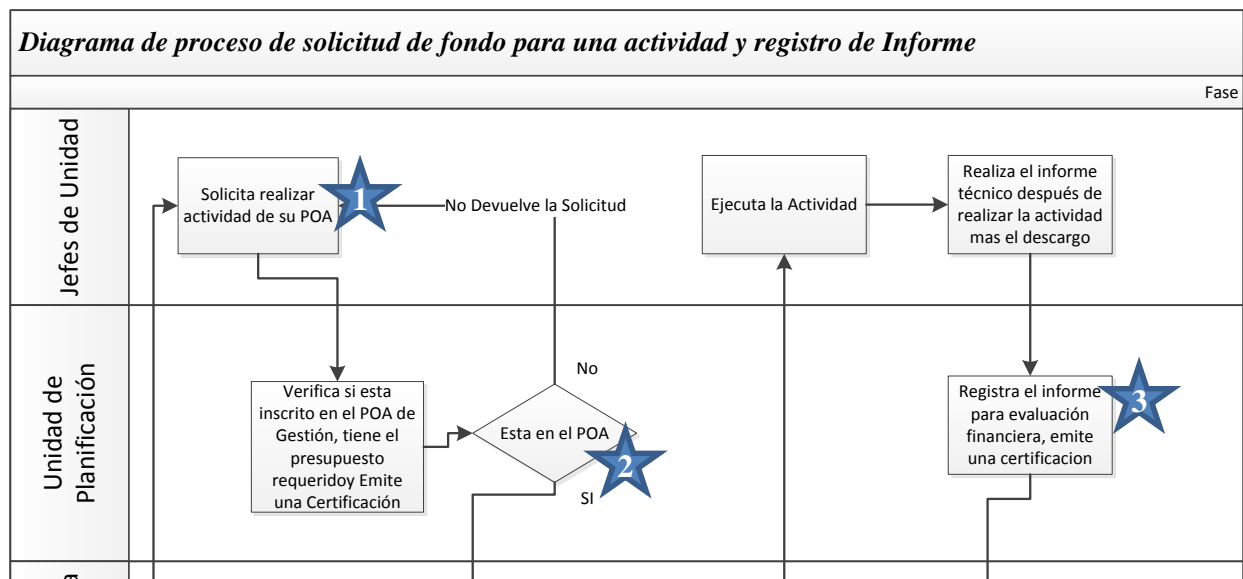 Diagrama de proceso de solicitud de fondo para una actividad y registro de Informe
Fase
Jefes de Unidad
Solicita realizar
actividad de su POA
1
No Devuelve la Solicitud
Ejecuta la Actividad
Realiza el informe
técnico después de
realizar la actividad
mas el descargo
Unidad de
Planificación
Verifica si esta
inscrito en el POA de
Gestión, tiene el
presupuesto
requeridoy Emite
una Certificación
No
Esta en el POA
2
SI
Registra el informe
para evaluación
financiera, emite
una certificacion
3